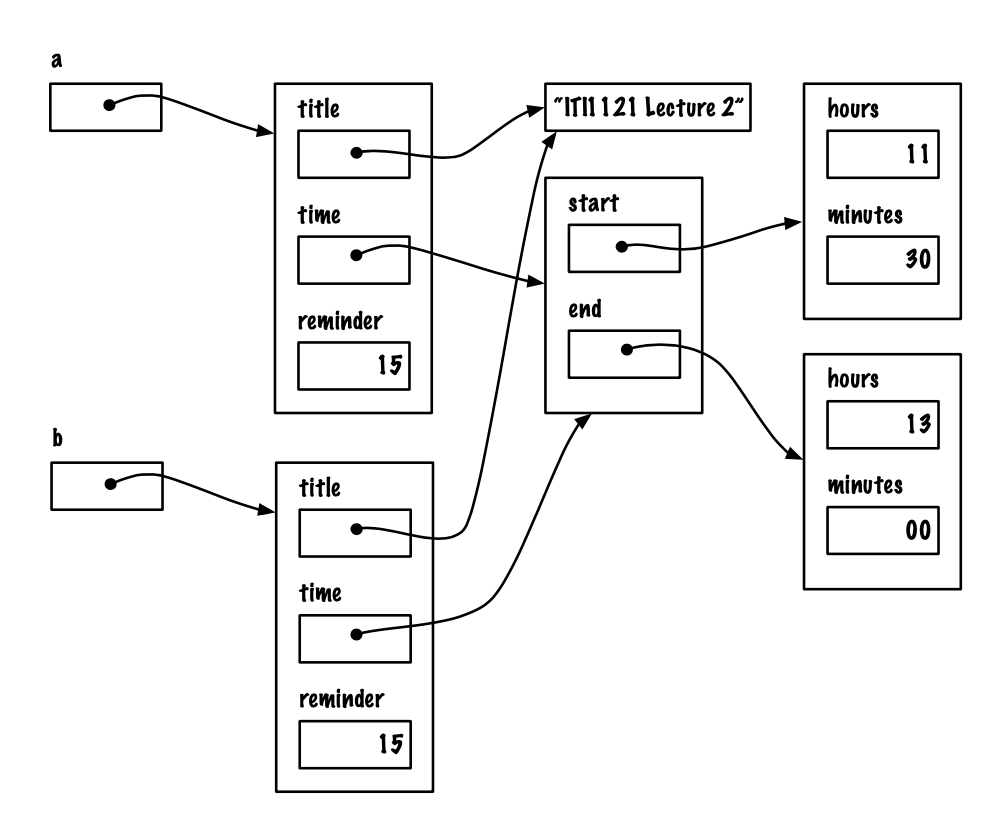 a
title
time
reminder
15
"ITI1121 Lecture 2"
start
end
hours
11
minutes
30
hours
13
minutes
00
b
title
time
reminder
15